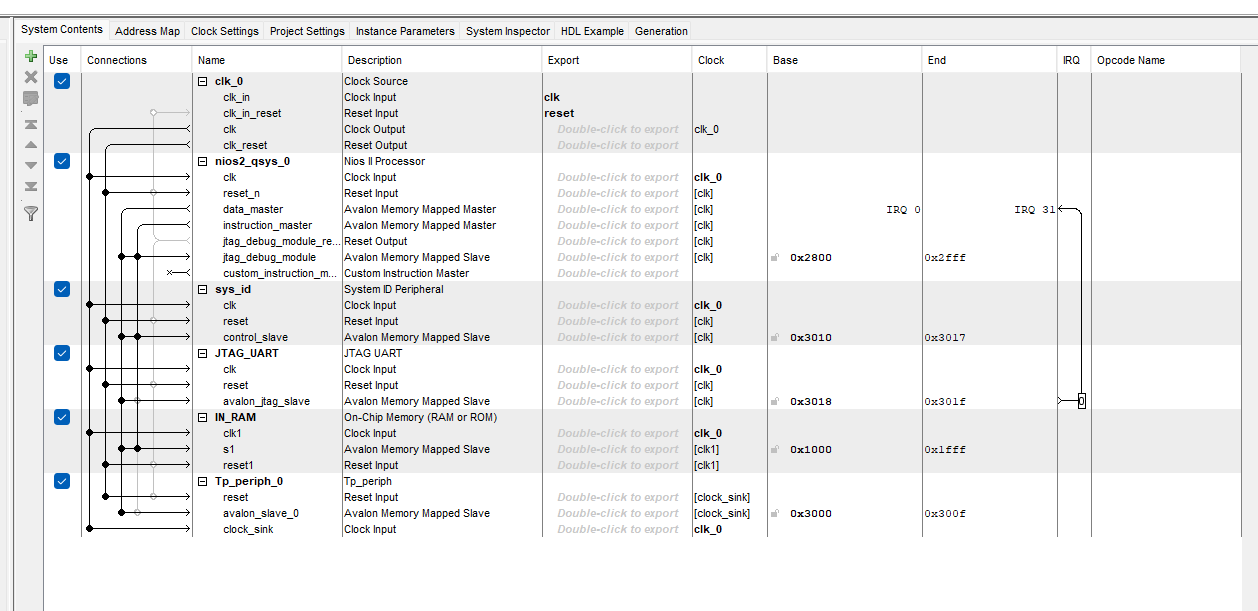 System Contents Address Map Clock Settings Project Settings Instance Parameters System Inspector HDL Example Generation
Use Connections Name Description Export Clock Base End IRQ Opcode Name
clk_0 Clock Source
clk_in Clock Input clk
clk_in_reset Reset Input reset
clk Clock Output Double-click to export clk_0
clk_reset Reset Output Double-click to export
nios2_qsys_0 Nios II Processor
clk Clock Input Double-click to export clk_0
reset_n Reset Input Double-click to export [clk]
data_master Avalon Memory Mapped Master Double-click to export [clk] IRQ 0 IRQ 31
instruction_master Avalon Memory Mapped Master Double-click to export [clk]
jtag_debug_module_re... Reset Output Double-click to export [clk]
jtag_debug_module Avalon Memory Mapped Slave Double-click to export [clk] 0x2800 0x2fff
custom_instruction_m... Custom Instruction Master Double-click to export
sys_id System ID Peripheral
clk Clock Input Double-click to export clk_0
reset Reset Input Double-click to export [clk]
control_slave Avalon Memory Mapped Slave Double-click to export [clk] 0x3010 0x3017
JTAG_UART JTAG UART
clk Clock Input Double-click to export clk_0
reset Reset Input Double-click to export [clk]
avalon_jtag_slave Avalon Memory Mapped Slave Double-click to export [clk] 0x3018 0x301f 0
IN_RAM On-Chip Memory (RAM or ROM)
clk1 Clock Input Double-click to export clk_0
s1 Avalon Memory Mapped Slave Double-click to export [clk1] 0x1000 0x1fff
reset1 Reset Input Double-click to export [clk1]
Tp_periph_0 Tp_periph
reset Reset Input Double-click to export [clock_sink]
avalon_slave_0 Avalon Memory Mapped Slave Double-click to export [clock_sink] 0x3000 0x300f
clock_sink Clock Input Double-click to export clk_0